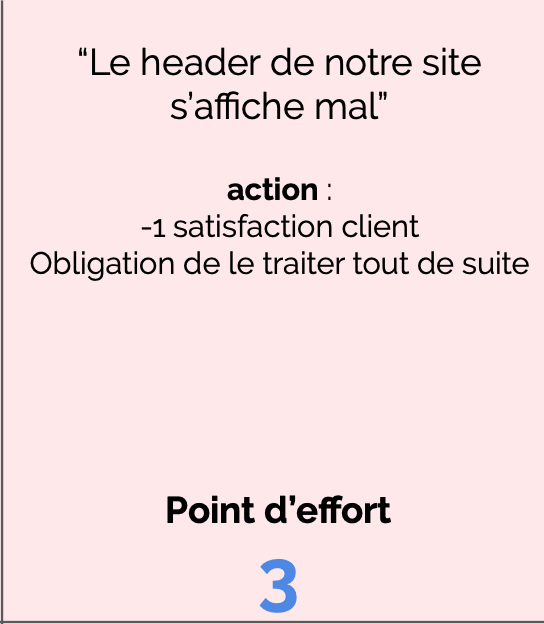 “Le header de notre site
s’affiche mal”
action :
-1 satisfaction client
Obligation de le traiter tout de suite
Point d’effort
3